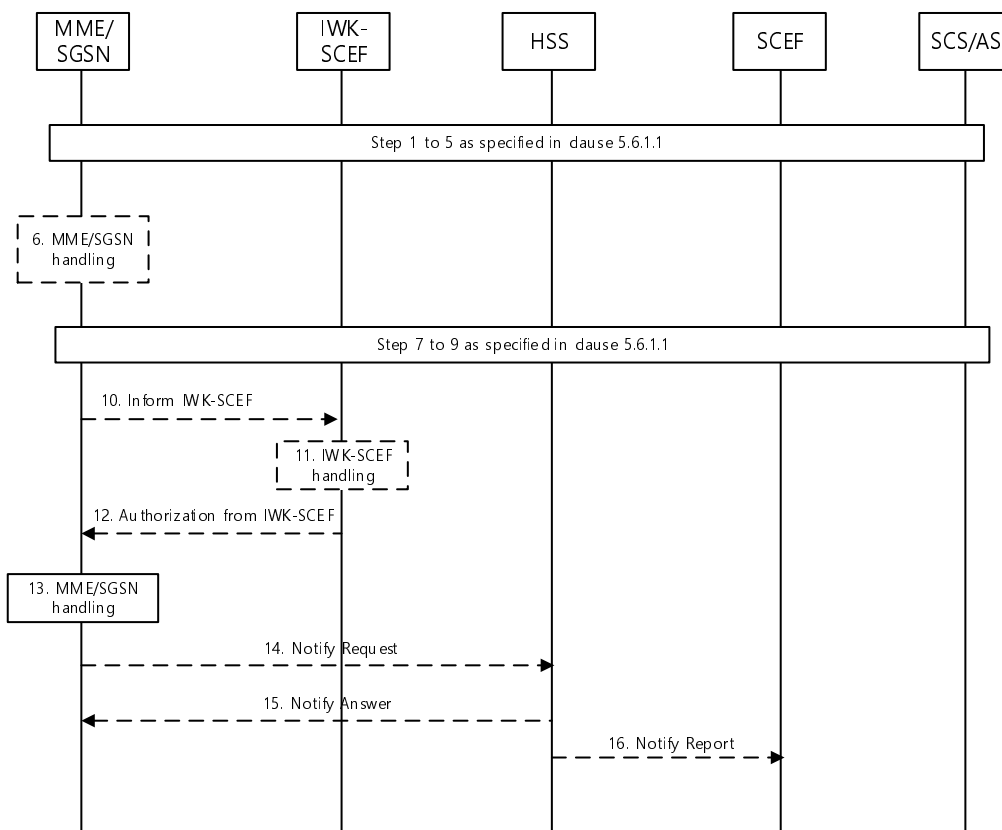 MME/
SGSN
IWK-
SCEF
HSS
SCEF
SCS/AS
Step 1 to 5 as specified in clause 5.6.1.1
6. MME/SGSN
handling
Step 7 to 9 as specified in clause 5.6.1.1
10. Inform IWK-SCEF
11. IWK-SCEF
handling
12. Authorization from IWK-SCEF
13. MME/SGSN
handling
14. Notify Request
15. Notify Answer
16. Notify Report